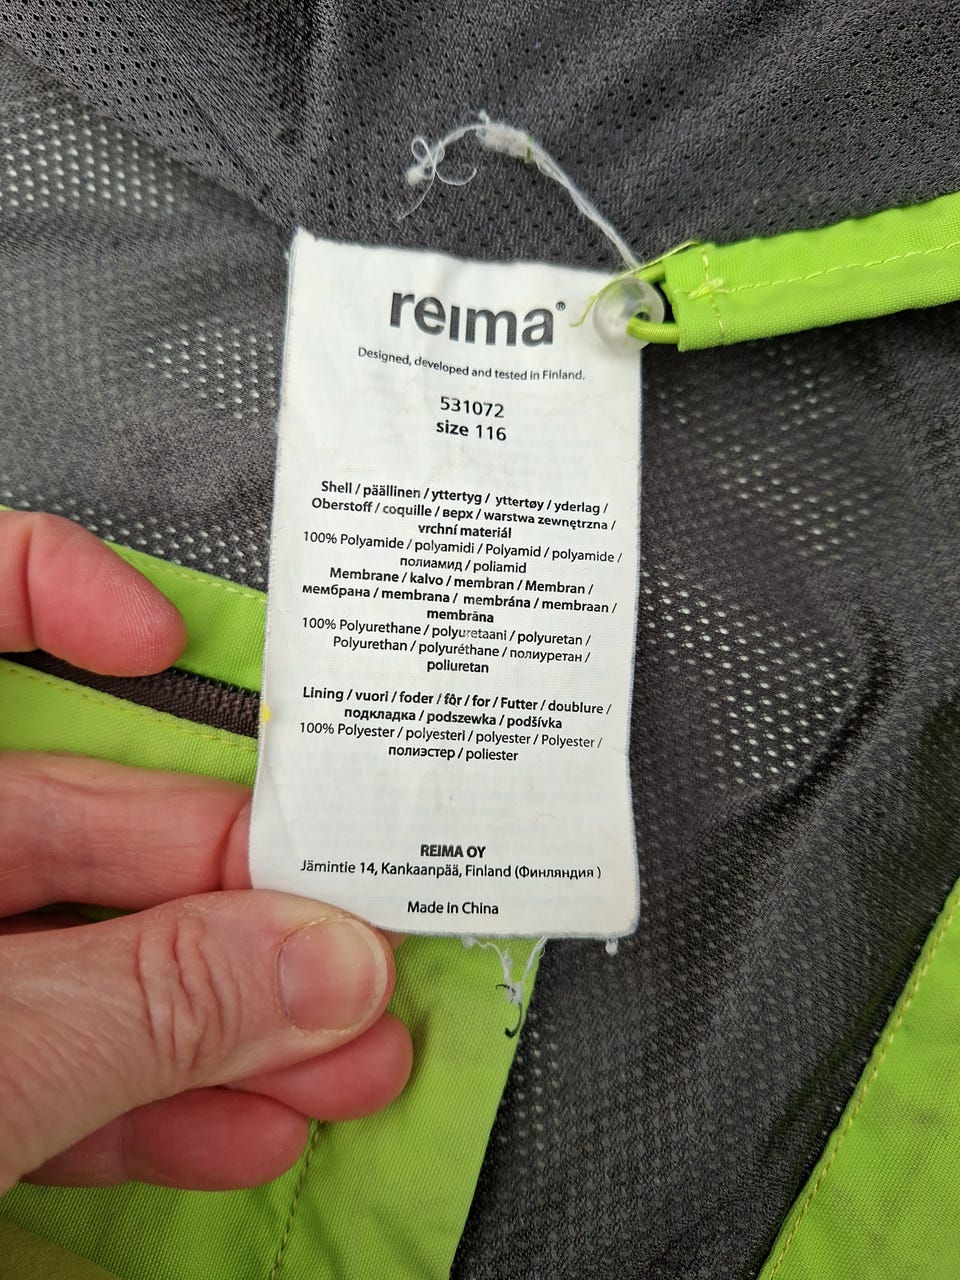 reima®
Designed, developed and tested in Finland.
531072
size 116
Shell / päällinen / yttertyg / yttertøy / yderlag /
Oberstoff / coquille / верх / warstwa zewnętrzna /
vrchní materiál
100% Polyamide / polyamidi / Polyamid / polyamide /
полиамид / poliamid
Membrane / kalvo / membran / Membran /
мембрана / membrana / membrána / membraan /
membrāna
100% Polyurethane / polyuretaani / polyuretan /
Polyurethan / polyuréthane / полиуретан /
poliuretan
Lining / vuori / foder / fôr / for / Futter / doublure /
подкладка / podszewka / podšívka
100% Polyester / polyesteri / polyester / Polyester /
полиэстер / poliester
REIMA OY
Jämintie 14, Kankaanpää, Finland (Финляндия )
Made in China